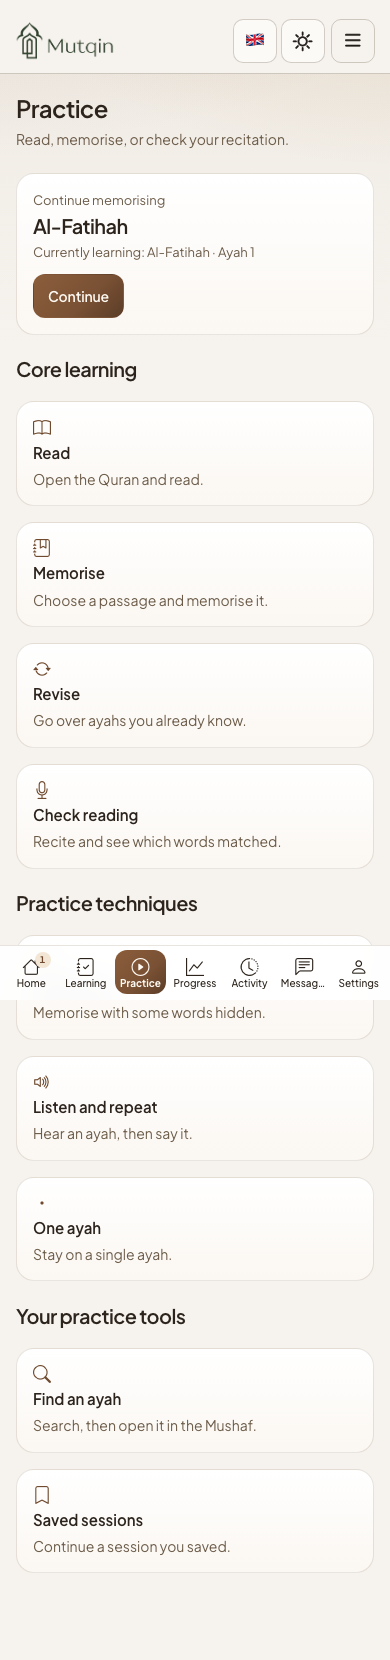 Mutqin
Practice
Read, memorise, or check your recitation.
Continue memorising
Al-Fatihah
Currently learning: Al-Fatihah · Ayah 1
Continue
Core learning
Read
Open the Quran and read.
Memorise
Choose a passage and memorise it.
Revise
Go over ayahs you already know.
Check reading
Recite and see which words matched.
Practice techniques
1
Home
Learning
Practice
Progress
Activity
Messag...
Settings
Memorise with some words hidden.
Listen and repeat
Hear an ayah, then say it.
One ayah
Stay on a single ayah.
Your practice tools
Find an ayah
Search, then open it in the Mushaf.
Saved sessions
Continue a session you saved.